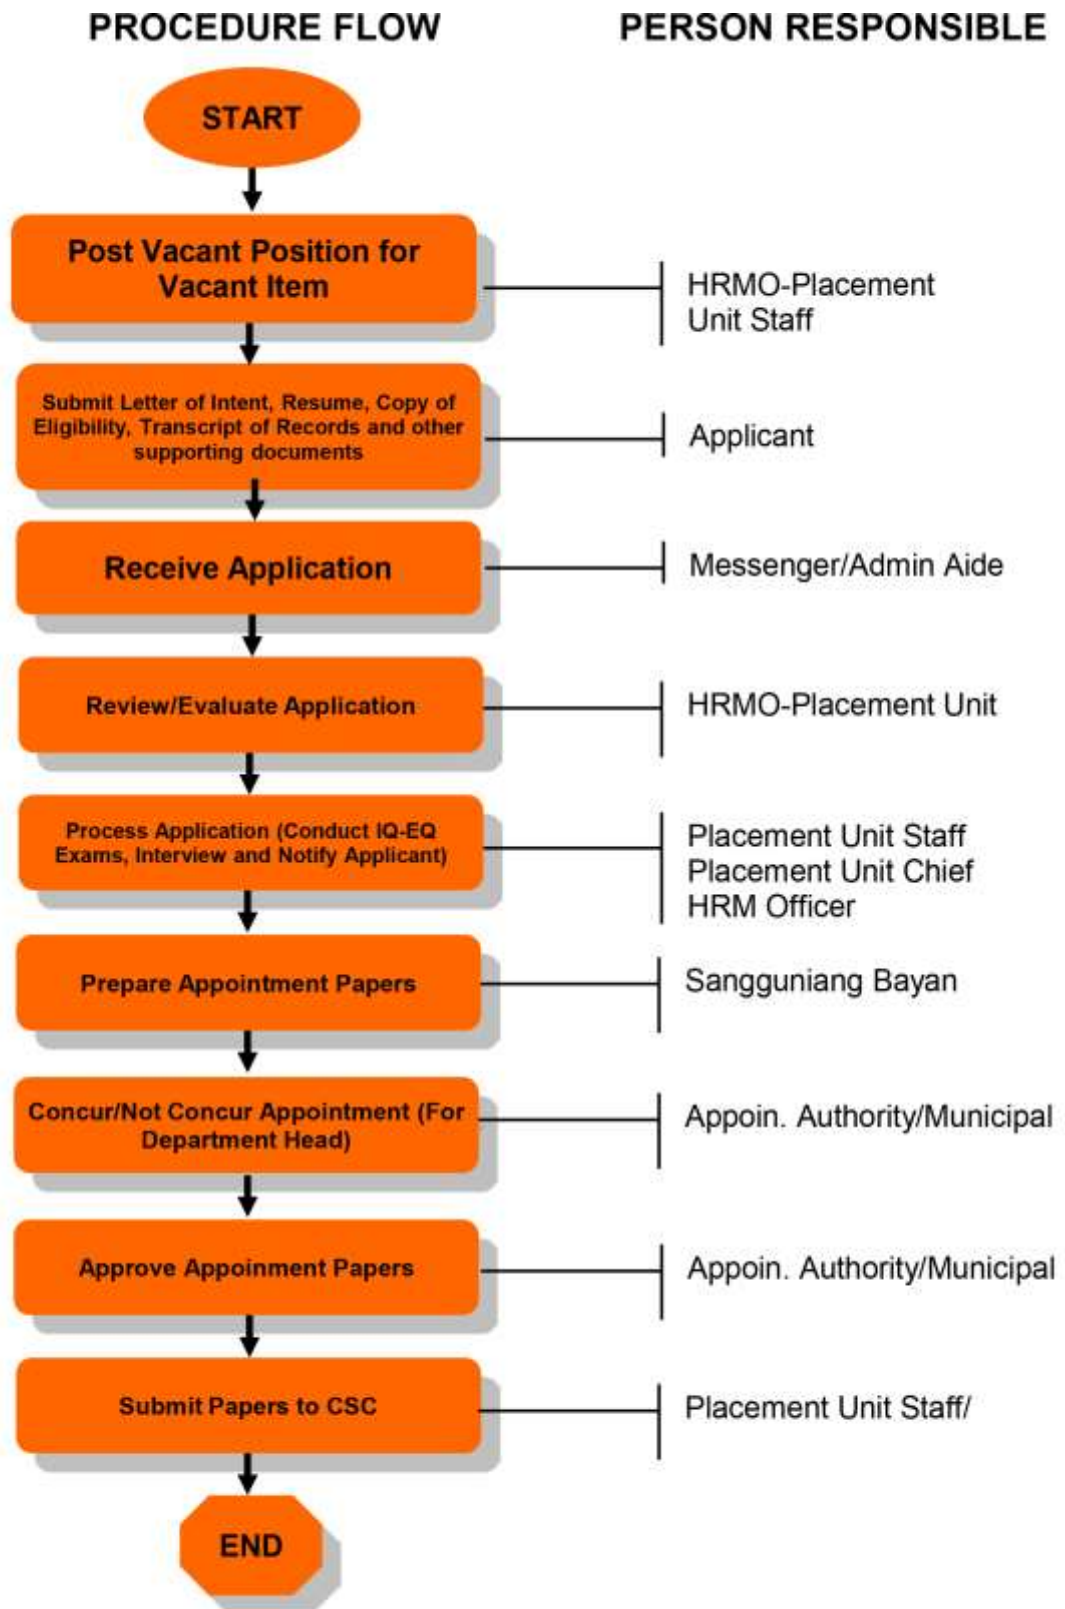 PROCEDURE FLOW
PERSON RESPONSIBLE
START
Post Vacant Position for
Vacant Item
HRMO-Placement
Unit Staff
Submit Letter of Intent, Resume, Copy of
Eligibility, Transcript of Records and other
supporting documents
Applicant
Receive Application
Messenger/Admin Aide
Review/Evaluate Application
HRMO-Placement Unit
Process Application (Conduct IQ-EQ
Exams, Interview and Notify Applicant)
Placement Unit Staff
Placement Unit Chief
HRM Officer
Prepare Appointment Papers
Sangguniang Bayan
Concur/Not Concur Appointment (For
Department Head)
Appoin. Authority/Municipal
Approve Appoinment Papers
Appoin. Authority/Municipal
Submit Papers to CSC
Placement Unit Staff/
END